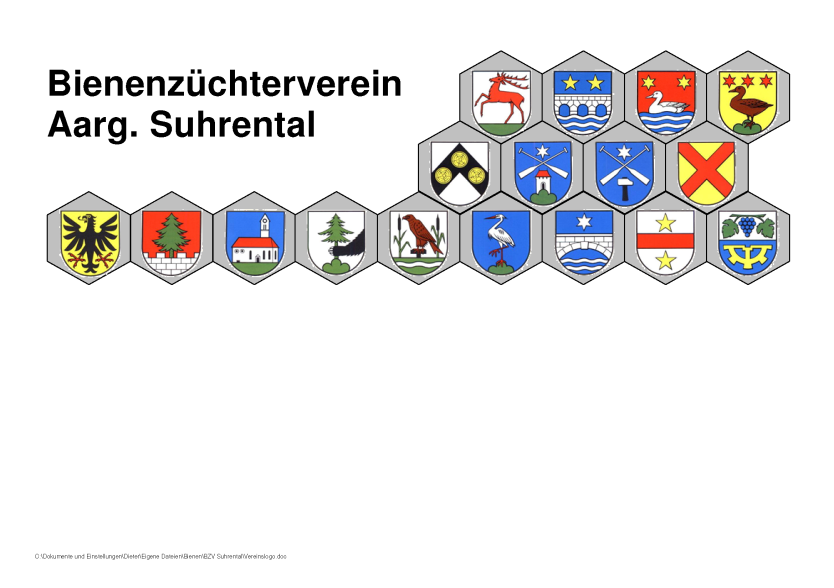 Bienenzüchterverein
Aarg. Suhrental
C:\Dokumente und Einstellungen\Dieter\Eigene Dateien\Bienen\BZV Suhrental\Vereinslogo.doc